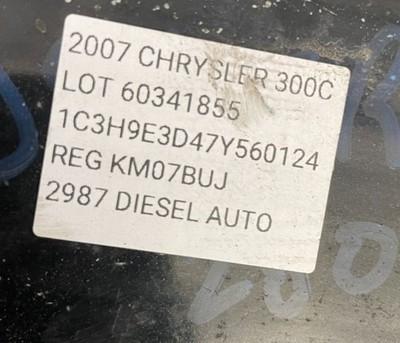 2007 CHRYSLER 300C
LOT 60341855
1C3H9E3D47Y560124
REG KM07BUJ
2987 DIESEL AUTO